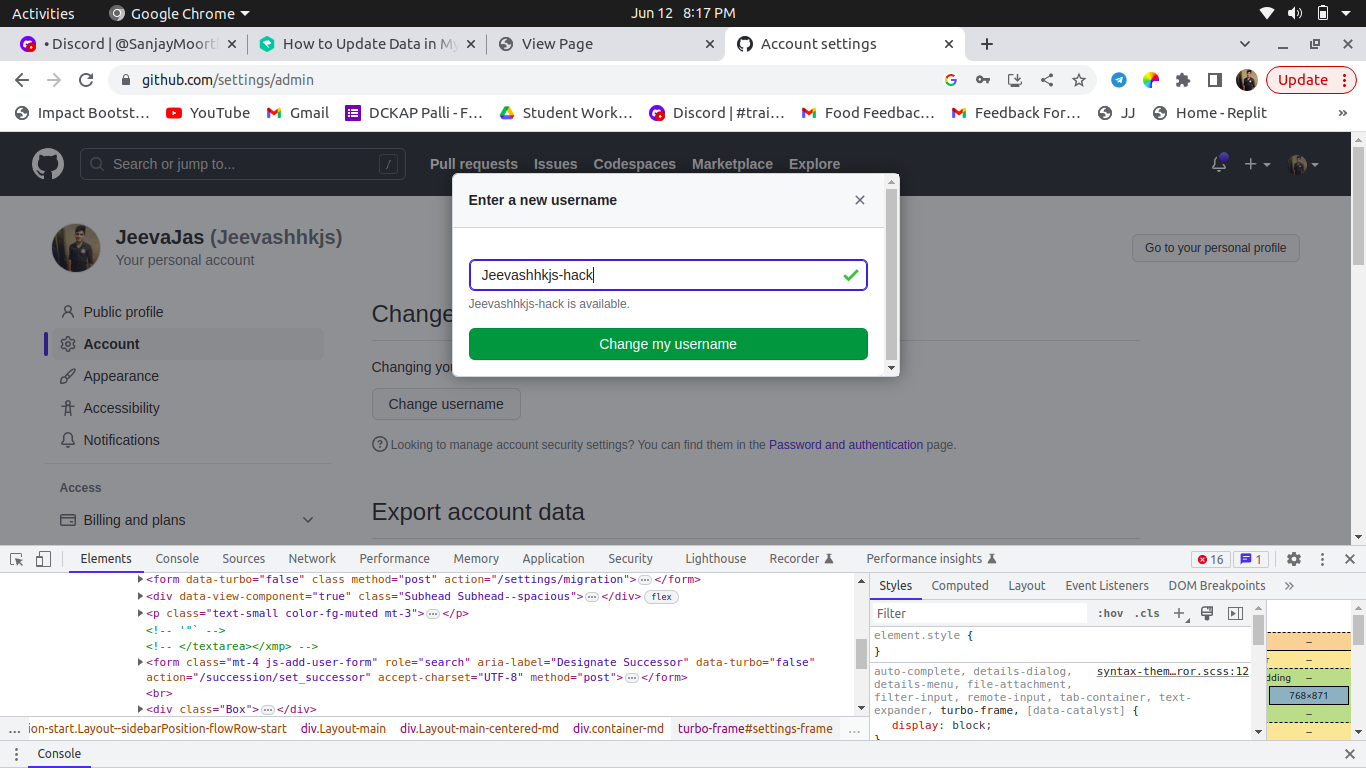 Activities Google Chrome Jun 12 8:17 PM
• Discord | @SanjayMoort How to Update Data in My View Page Account settings
github.com/settings/admin Update
Impact Bootst… YouTube Gmail DCKAP Palli - F… Student Work… Discord | #trai… Food Feedbac… Feedback For… JJ Home - Replit »
Search or jump to... / Pull requests Issues Codespaces Marketplace Explore
Enter a new username
JeevaJas (Jeevashhkjs)
Your personal account
Go to your personal profile
Jeevashhkjs-hack
Jeevashhkjs-hack is available.
Change my username
Public profile
Account
Appearance
Accessibility
Notifications
Access
Billing and plans
Change
Changing you
Change username
Looking to manage account security settings? You can find them in the Password and authentication page.
Export account data
Elements Console Sources Network Performance Memory Application Security Lighthouse Recorder Performance insights 16 1
<form data-turbo="false" class method="post" action="/settings/migration">…</form>
<div data-view-component="true" class="Subhead Subhead--spacious">…</div> flex
<p class="text-small color-fg-muted mt-3">…</p>
<!-- '"` -->
<!-- </textarea></xmp> -->
<form class="mt-4 js-add-user-form" role="search" aria-label="Designate Successor" data-turbo="false"
action="/succession/set_successor" accept-charset="UTF-8" method="post">…</form>
<br>
<div class="Box">…</div>
ion-start.Layout--sidebarPosition-flowRow-start div.Layout-main div.Layout-main-centered-md div.container-md turbo-frame#settings-frame …
Styles Computed Layout Event Listeners DOM Breakpoints »
Filter :hov .cls
element.style {
}
auto-complete, details-dialog, syntax-them…ror.scss:12
details-menu, file-attachment,
filter-input, remote-input, tab-container, text-
expander, turbo-frame, [data-catalyst] {
display: block;
}
–
r –
dding –
768×871
–
–
Console